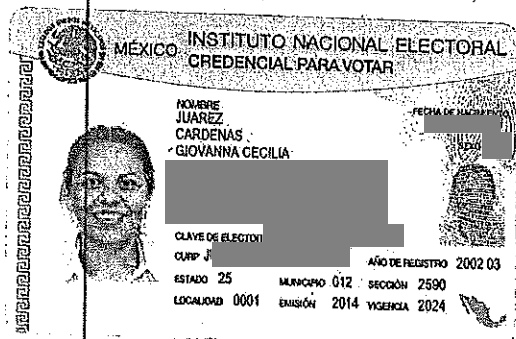 MÉXICO INSTITUTO NACIONAL ELECTORAL
CREDENCIAL PARA VOTAR
NOMBRE
JUAREZ
CARDENAS
GIOVANNA CECILIA
FECHA DE NACIMIENTO
SEXO
CLAVE DE ELECTOR
CURP J
AÑO DE REGISTRO 2002 03
ESTADO 25 MUNICIPIO 012 SECCIÓN 2590
LOCALIDAD 0001 EMISIÓN 2014 VIGENCIA 2024